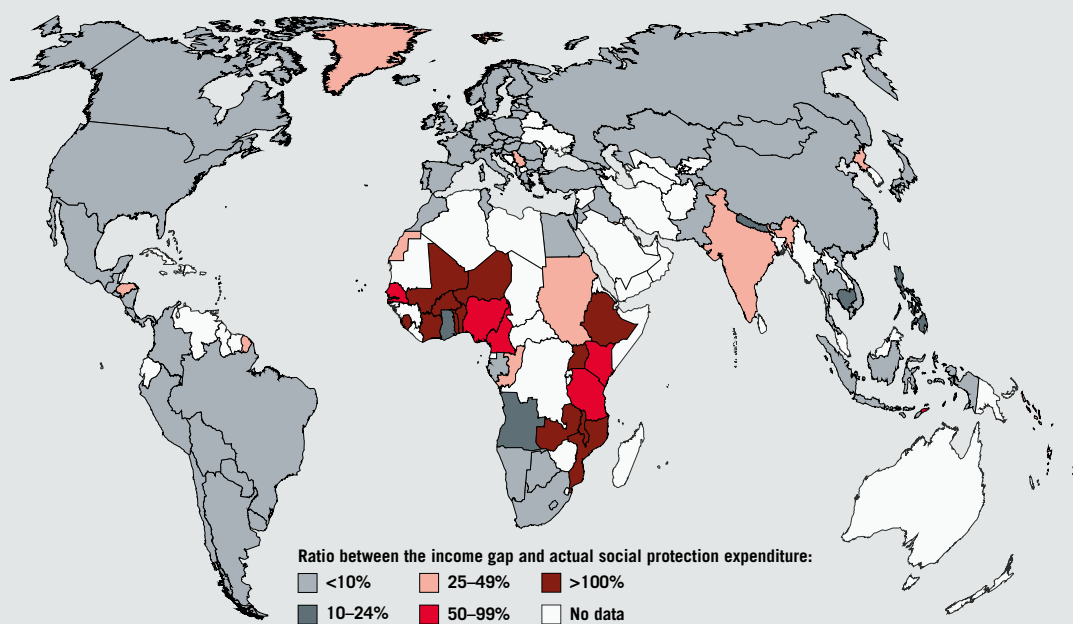 Ratio between the income gap and actual social protection expenditure:
<10% 25–49% >100%
10–24% 50–99% No data